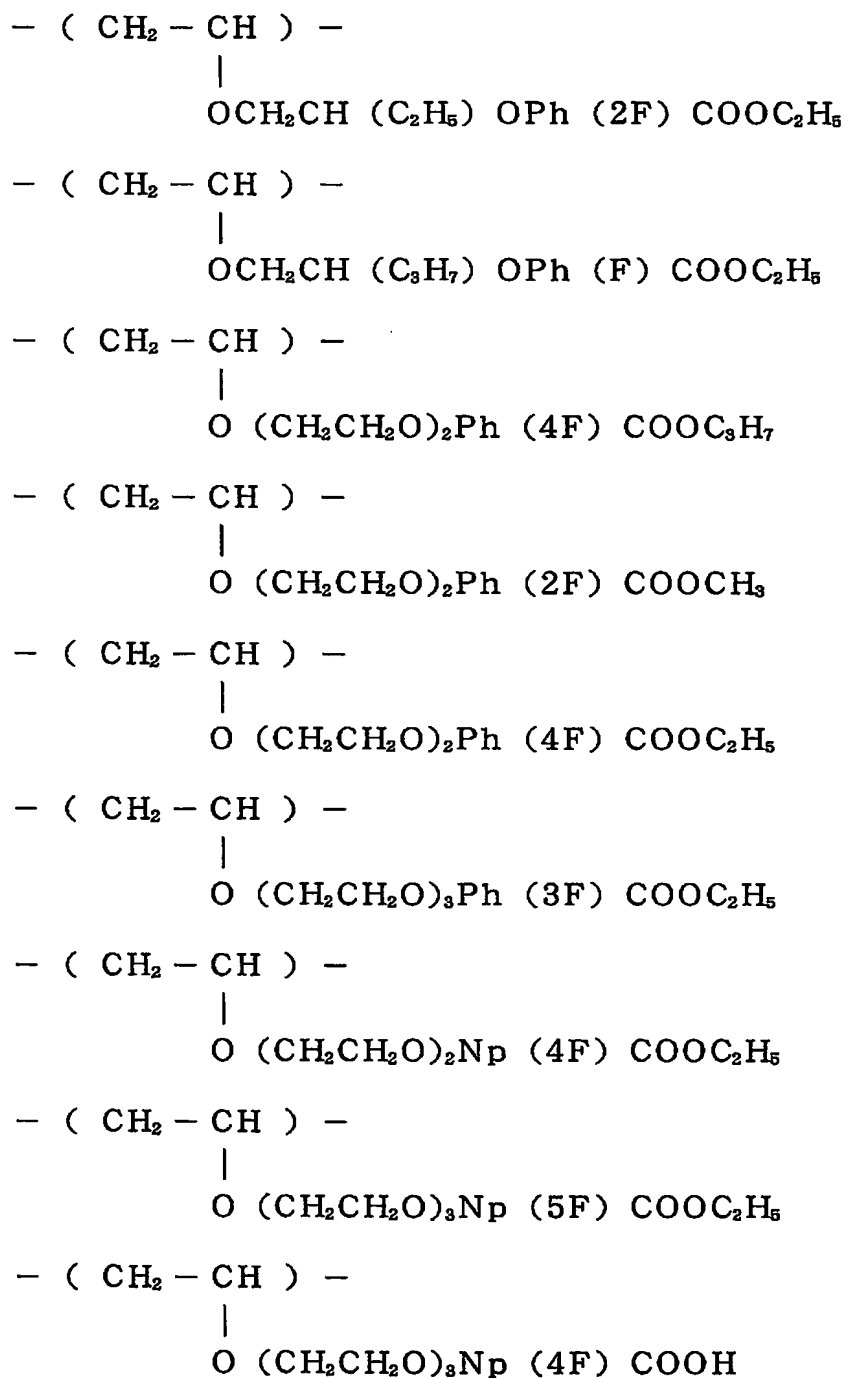 − ( CH₂ − CH ) −
|
OCH₂CH (C₂H₅) OPh (2F) COOC₂H₅
− ( CH₂ − CH ) −
|
OCH₂CH (C₃H₇) OPh (F) COOC₂H₅
− ( CH₂ − CH ) −
|
O (CH₂CH₂O)₂Ph (4F) COOC₃H₇
− ( CH₂ − CH ) −
|
O (CH₂CH₂O)₂Ph (2F) COOCH₃
− ( CH₂ − CH ) −
|
O (CH₂CH₂O)₂Ph (4F) COOC₂H₅
− ( CH₂ − CH ) −
|
O (CH₂CH₂O)₃Ph (3F) COOC₂H₅
− ( CH₂ − CH ) −
|
O (CH₂CH₂O)₂Np (4F) COOC₂H₅
− ( CH₂ − CH ) −
|
O (CH₂CH₂O)₃Np (5F) COOC₂H₅
− ( CH₂ − CH ) −
|
O (CH₂CH₂O)₃Np (4F) COOH